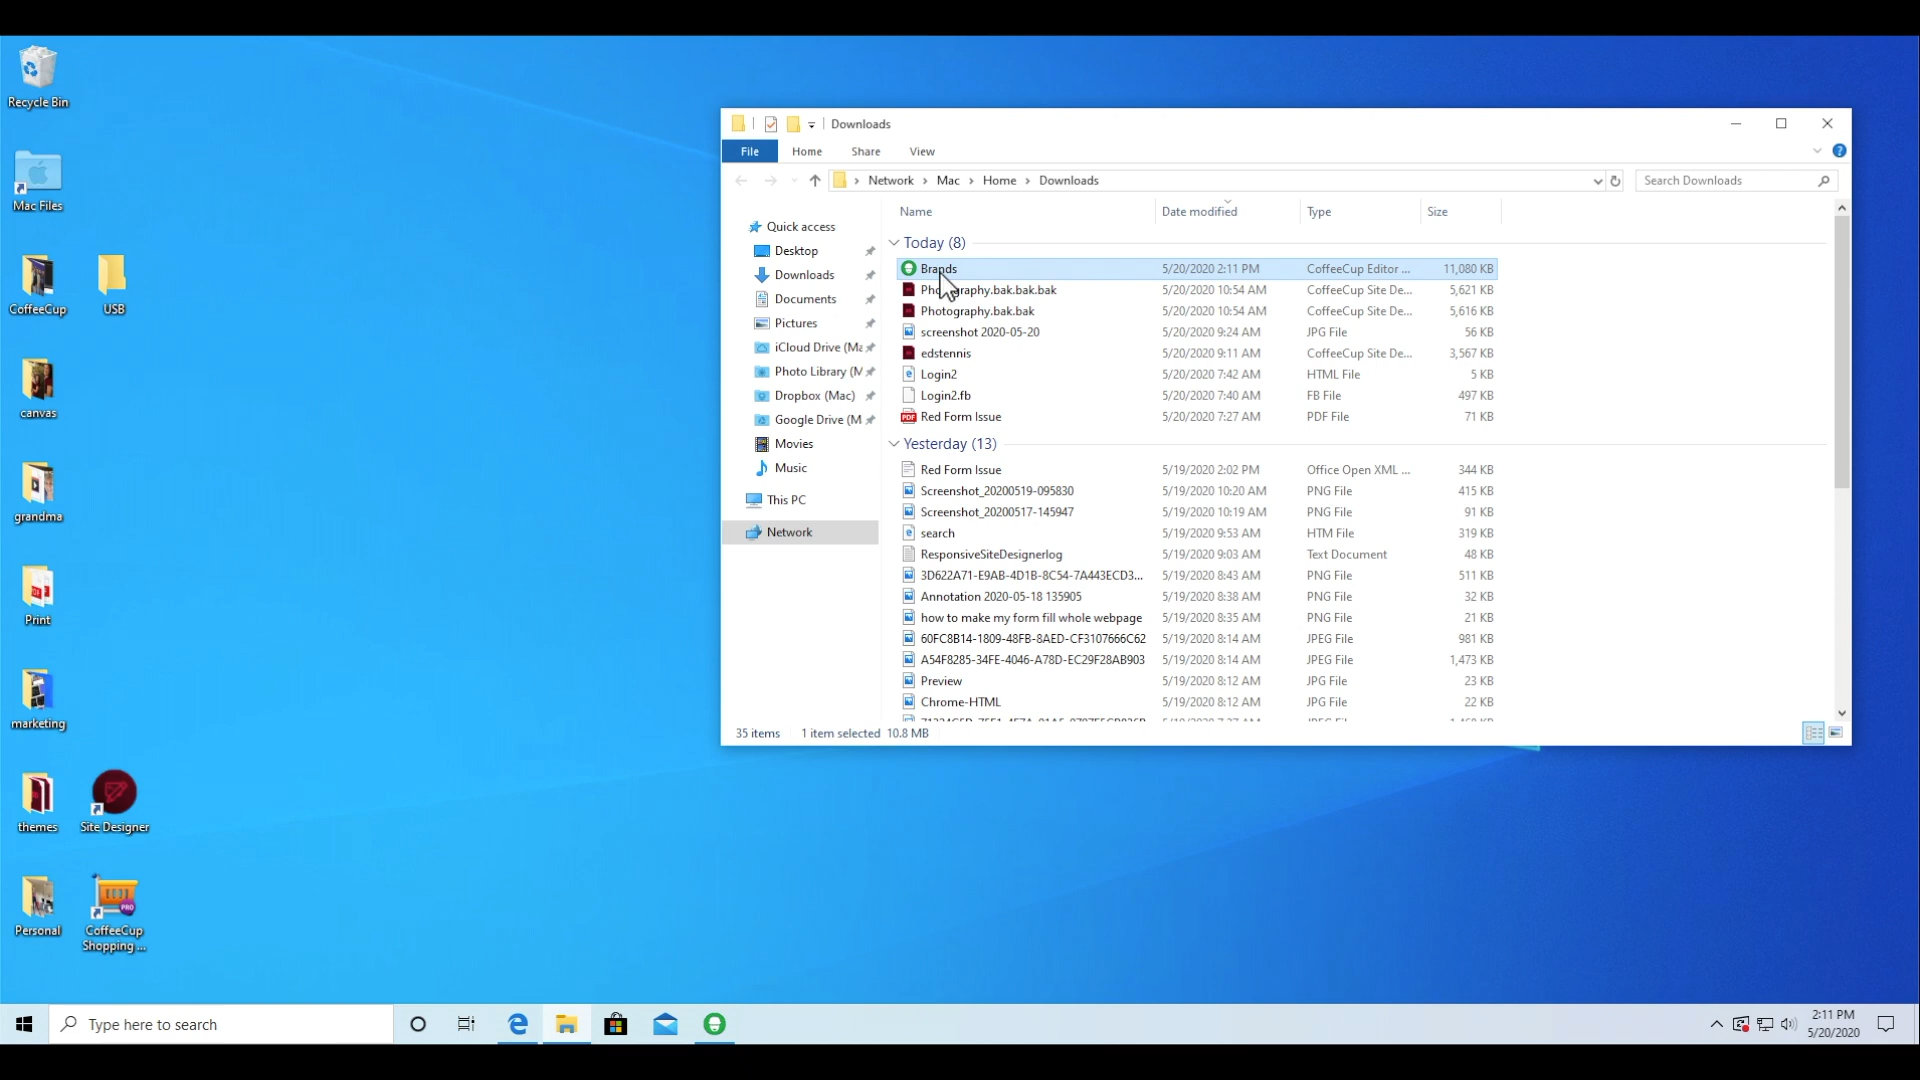 Recycle Bin
Mac Files
CoffeeCup
USB
canvas
grandma
Print
marketing
themes
Site Designer
Personal
CoffeeCup
Shopping ...
Downloads
File Home Share View
Network › Mac › Home › Downloads
Search Downloads
Quick access
Desktop
Downloads
Documents
Pictures
iCloud Drive (Ma
Photo Library (M
Dropbox (Mac)
Google Drive (M
Movies
Music
This PC
Network
Name Date modified Type Size
Today (8)
Brands 5/20/2020 2:11 PM CoffeeCup Editor ... 11,080 KB
Photography.bak.bak.bak 5/20/2020 10:54 AM CoffeeCup Site De... 5,621 KB
Photography.bak.bak 5/20/2020 10:54 AM CoffeeCup Site De... 5,616 KB
screenshot 2020-05-20 5/20/2020 9:24 AM JPG File 56 KB
edstennis 5/20/2020 9:11 AM CoffeeCup Site De... 3,567 KB
Login2 5/20/2020 7:42 AM HTML File 5 KB
Login2.fb 5/20/2020 7:40 AM FB File 497 KB
Red Form Issue 5/20/2020 7:27 AM PDF File 71 KB
Yesterday (13)
Red Form Issue 5/19/2020 2:02 PM Office Open XML ... 344 KB
Screenshot_20200519-095830 5/19/2020 10:20 AM PNG File 415 KB
Screenshot_20200517-145947 5/19/2020 10:19 AM PNG File 91 KB
search 5/19/2020 9:53 AM HTM File 319 KB
ResponsiveSiteDesignerlog 5/19/2020 9:03 AM Text Document 48 KB
3D622A71-E9AB-4D1B-8C54-7A443ECD3... 5/19/2020 8:43 AM PNG File 511 KB
Annotation 2020-05-18 135905 5/19/2020 8:38 AM PNG File 32 KB
how to make my form fill whole webpage 5/19/2020 8:35 AM PNG File 21 KB
60FC8B14-1809-48FB-8AED-CF3107666C62 5/19/2020 8:14 AM JPEG File 981 KB
A54F8285-34FE-4046-A78D-EC29F28AB903 5/19/2020 8:14 AM JPEG File 1,473 KB
Preview 5/19/2020 8:12 AM JPG File 23 KB
Chrome-HTML 5/19/2020 8:12 AM JPG File 22 KB
35 items 1 item selected 10.8 MB
Type here to search
2:11 PM
5/20/2020